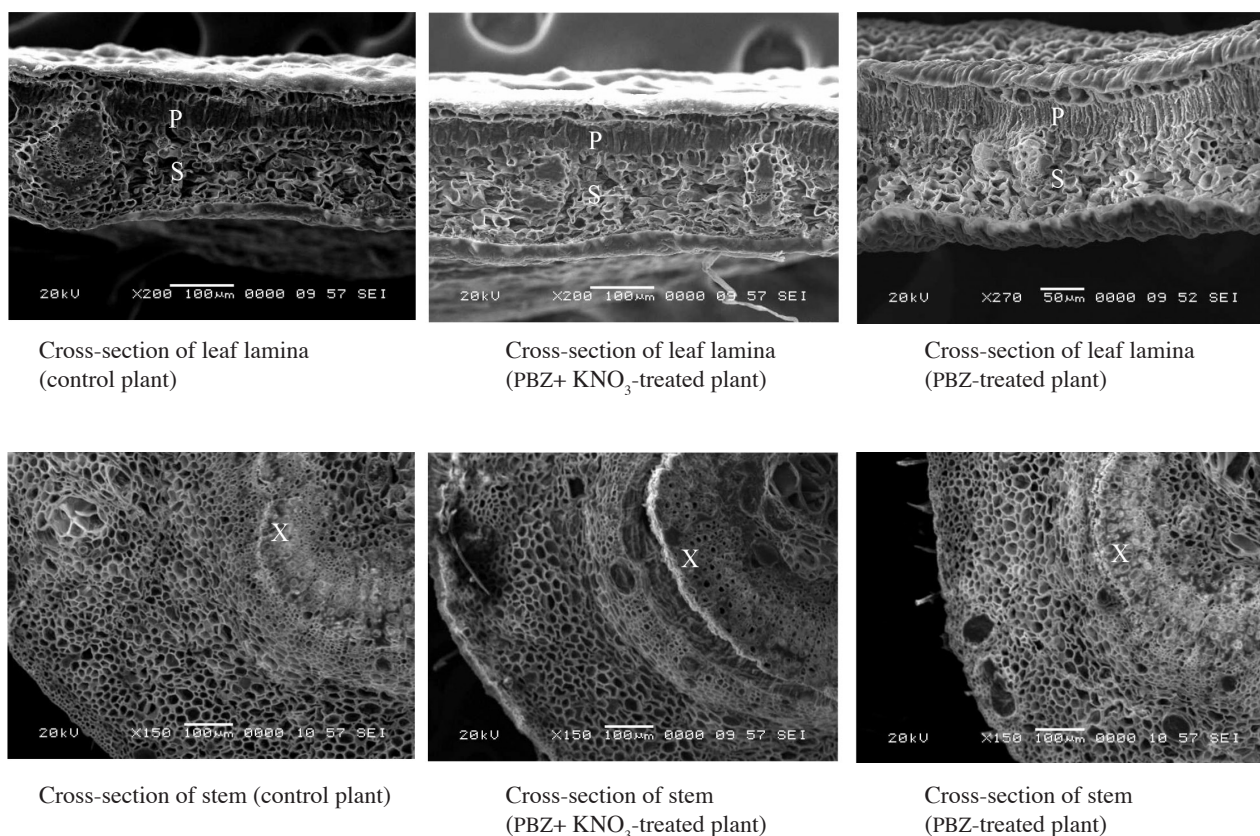 P
S
20kV X200 100μm 0000 09 57 SEI
P
S
20kV X200 100μm 0000 09 57 SEI
P
S
20kV X270 50μm 0000 09 52 SEI
Cross-section of leaf lamina
(control plant)
Cross-section of leaf lamina
(PBZ+ KNO₃-treated plant)
Cross-section of leaf lamina
(PBZ-treated plant)
X
20kV X150 100μm 0000 10 57 SEI
X
20kV X150 100μm 0000 09 57 SEI
X
20kV X150 100μm 0000 10 57 SEI
Cross-section of stem (control plant)
Cross-section of stem
(PBZ+ KNO₃-treated plant)
Cross-section of stem
(PBZ-treated plant)